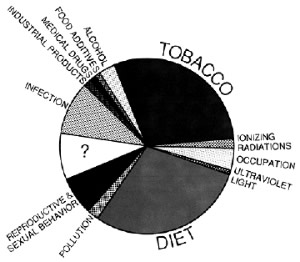 ALCOHOL
FOOD ADDITIVES
MEDICAL DRUGS
INDUSTRIAL PRODUCTS
TOBACCO
INFECTION
IONIZING
RADIATIONS
?
OCCUPATION
ULTRAVIOLET
LIGHT
REPRODUCTIVE &
SEXUAL BEHAVIOR
POLLUTION
DIET